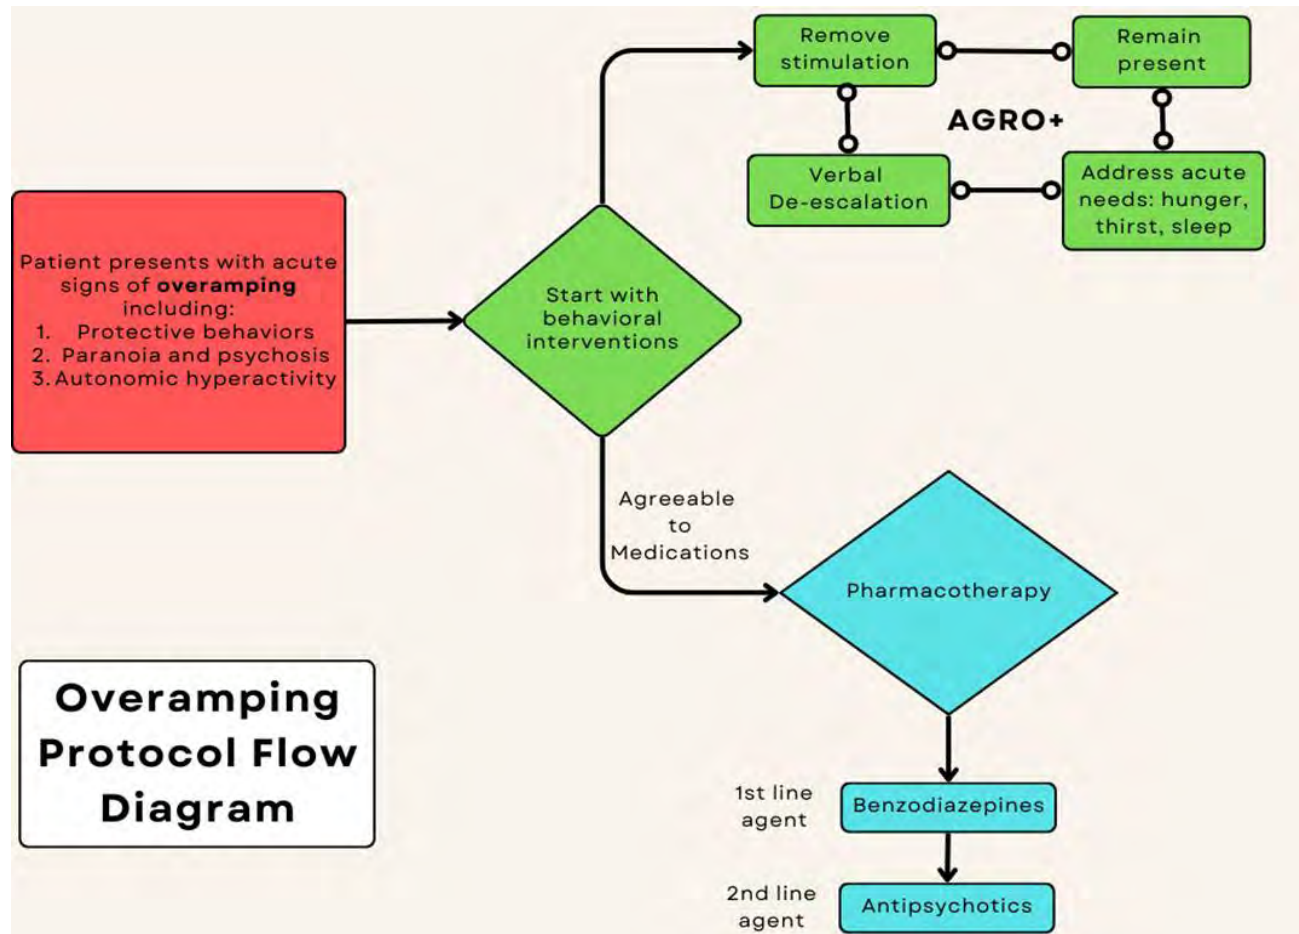 Remove
stimulation
Remain
present
AGRO+
Verbal
De-escalation
Address acute
needs: hunger,
thirst, sleep
Patient presents with acute
signs of overamping
including:
1. Protective behaviors
2. Paranoia and psychosis
3. Autonomic hyperactivity
Start with
behavioral
interventions
Agreeable
to
Medications
Pharmacotherapy
Overamping
Protocol Flow
Diagram
1st line
agent
Benzodiazepines
2nd line
agent
Antipsychotics